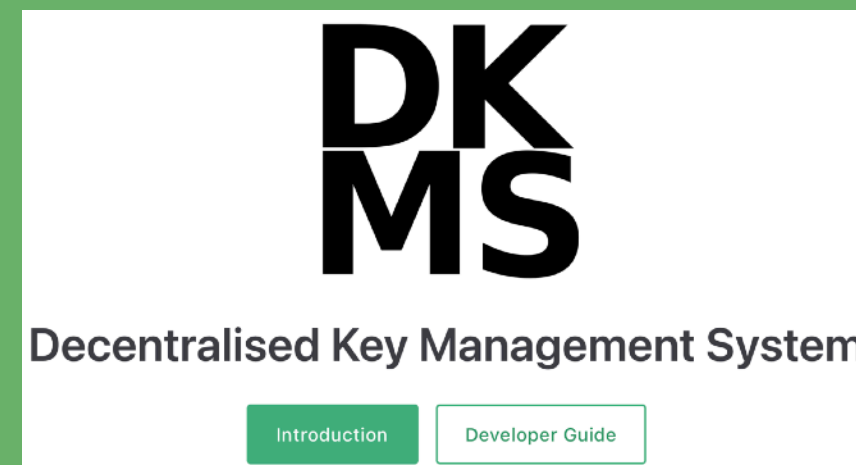 DK
MS
Decentralised Key Management System
Introduction
Developer Guide